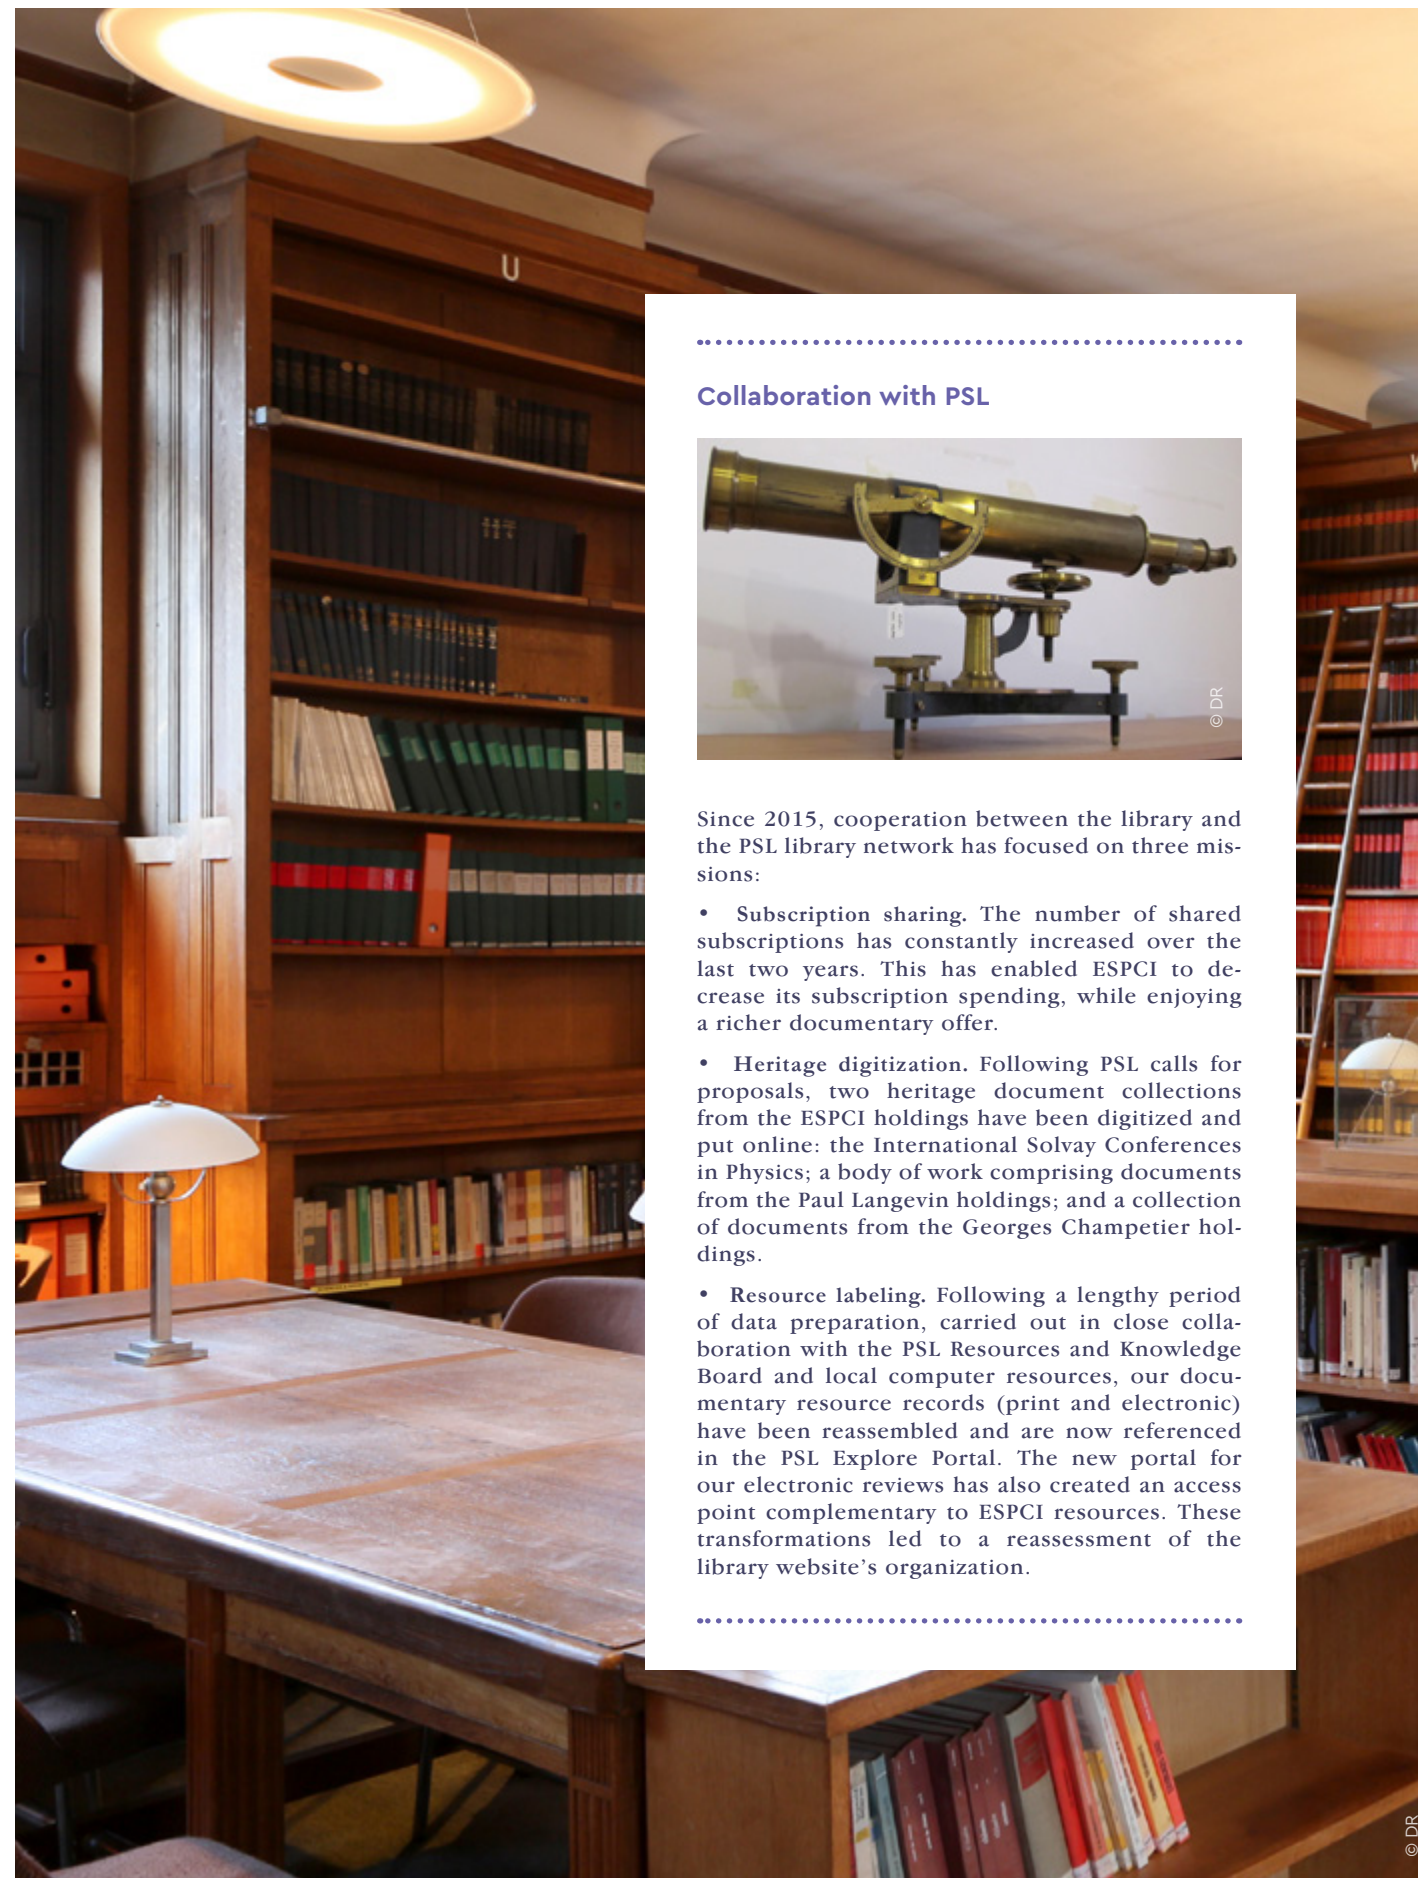 U
Collaboration with PSL
© DR
Since 2015, cooperation between the library and
the PSL library network has focused on three mis-
sions:
• Subscription sharing. The number of shared
subscriptions has constantly increased over the
last two years. This has enabled ESPCI to de-
crease its subscription spending, while enjoying
a richer documentary offer.
• Heritage digitization. Following PSL calls for
proposals, two heritage document collections
from the ESPCI holdings have been digitized and
put online: the International Solvay Conferences
in Physics; a body of work comprising documents
from the Paul Langevin holdings; and a collection
of documents from the Georges Champetier hol-
dings.
• Resource labeling. Following a lengthy period
of data preparation, carried out in close colla-
boration with the PSL Resources and Knowledge
Board and local computer resources, our docu-
mentary resource records (print and electronic)
have been reassembled and are now referenced
in the PSL Explore Portal. The new portal for
our electronic reviews has also created an access
point complementary to ESPCI resources. These
transformations led to a reassessment of the
library website's organization.
© DR